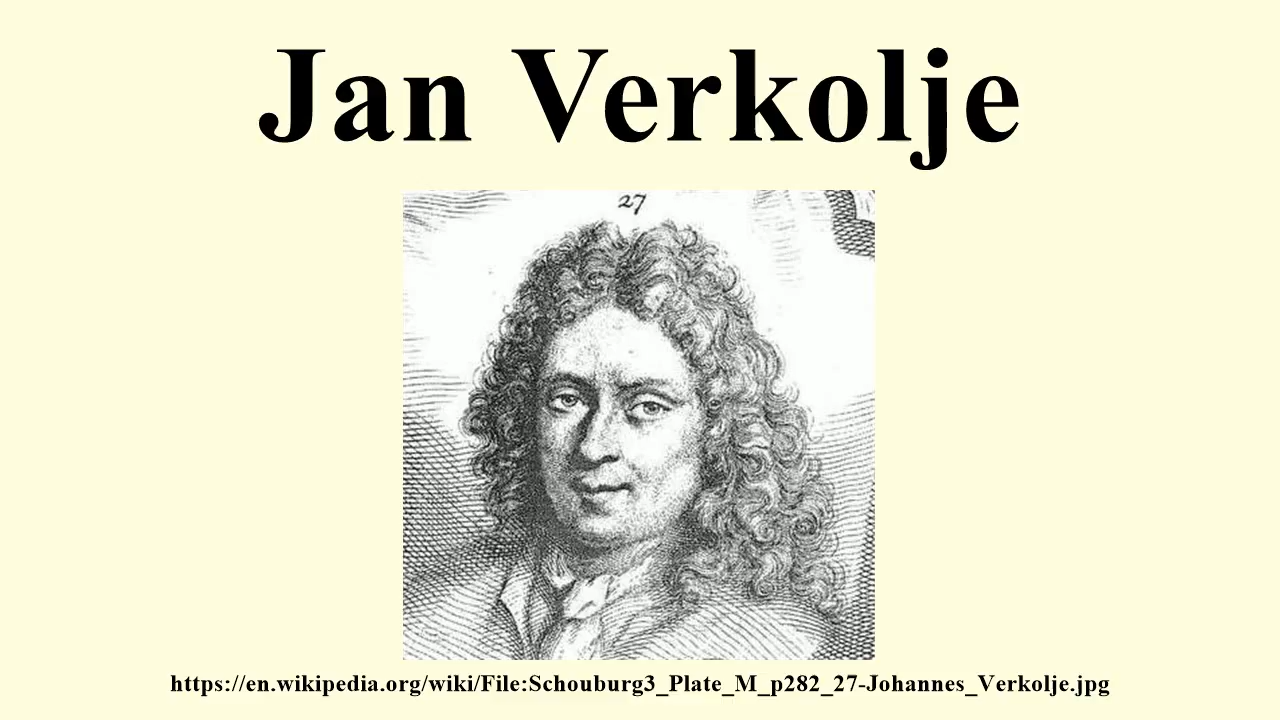 Jan Verkolje
27
https://en.wikipedia.org/wiki/File:Schouburg3_Plate_M_p282_27-Johannes_Verkolje.jpg